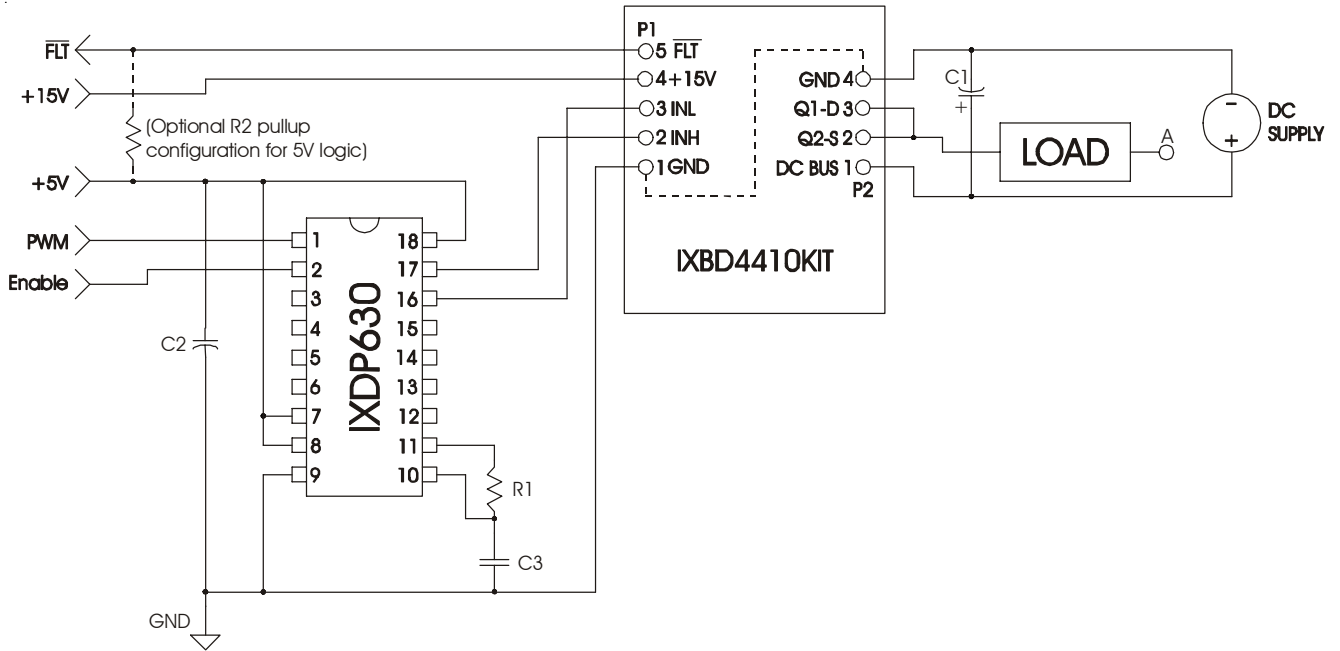 P1
FLT
5 FLT
+15V
4 +15V
GND 4
C1
+
-
+
DC
SUPPLY
3 INL
Q1-D 3
(Optional R2 pullup
configuration for 5V logic)
2 INH
Q2-S 2
LOAD
A
+5V
1 GND
DC BUS 1
P2
PWM
Enable
IXBD4410KIT
IXDP630
1
18
2
17
3
16
4
15
5
14
6
13
7
12
8
11
9
10
C2
R1
C3
GND